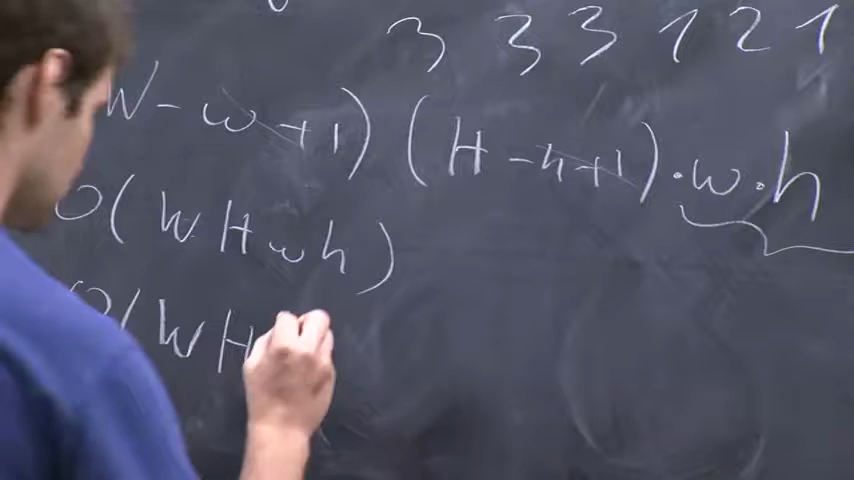 3 3 3 1 2 1
W - w + 1) (H - h + 1) · w · h
O(WHwh)
O(WH